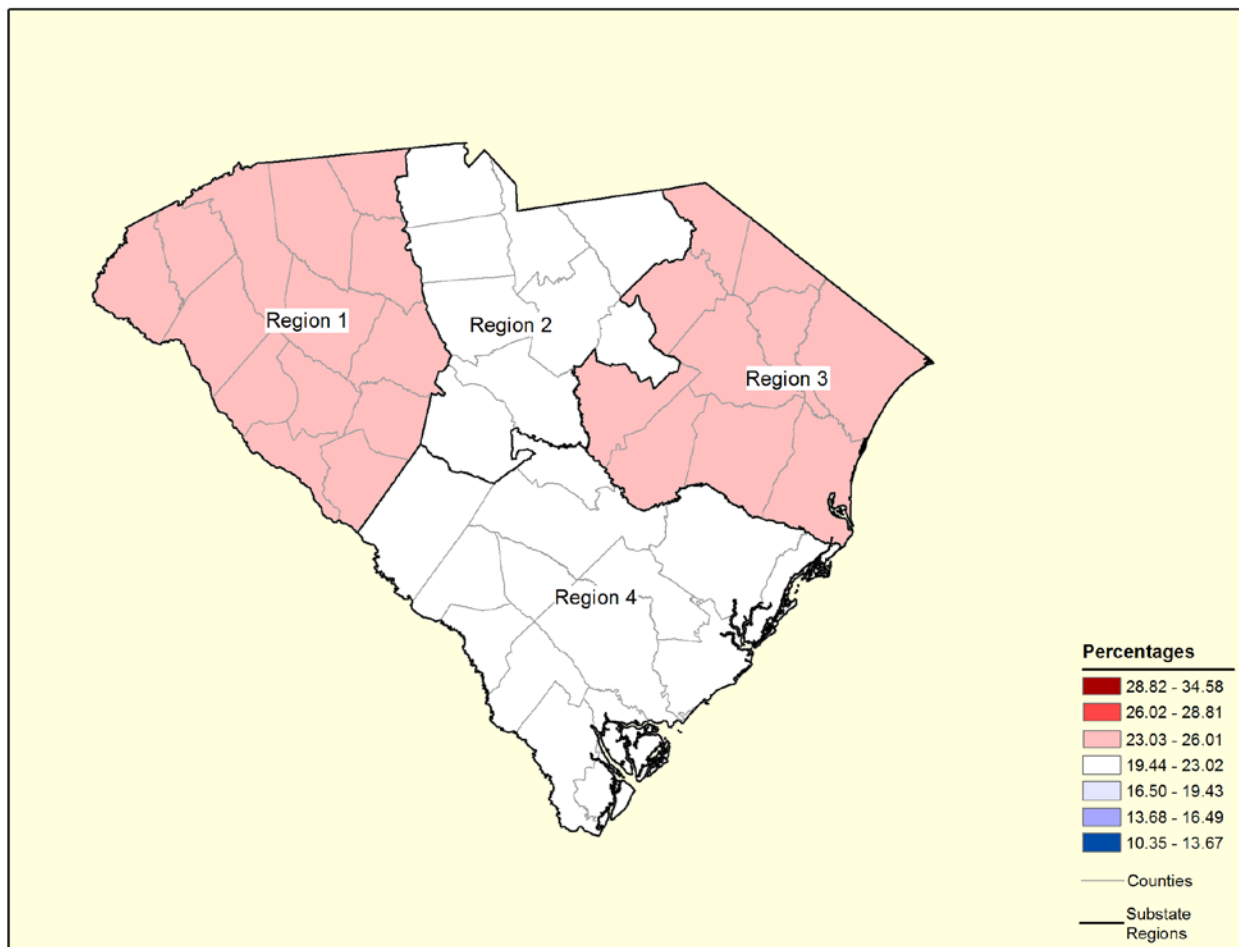 Region 1
Region 2
Region 3
Region 4
Percentages
28.82 - 34.58
26.02 - 28.81
23.03 - 26.01
19.44 - 23.02
16.50 - 19.43
13.68 - 16.49
10.35 - 13.67
Counties
Substate
Regions